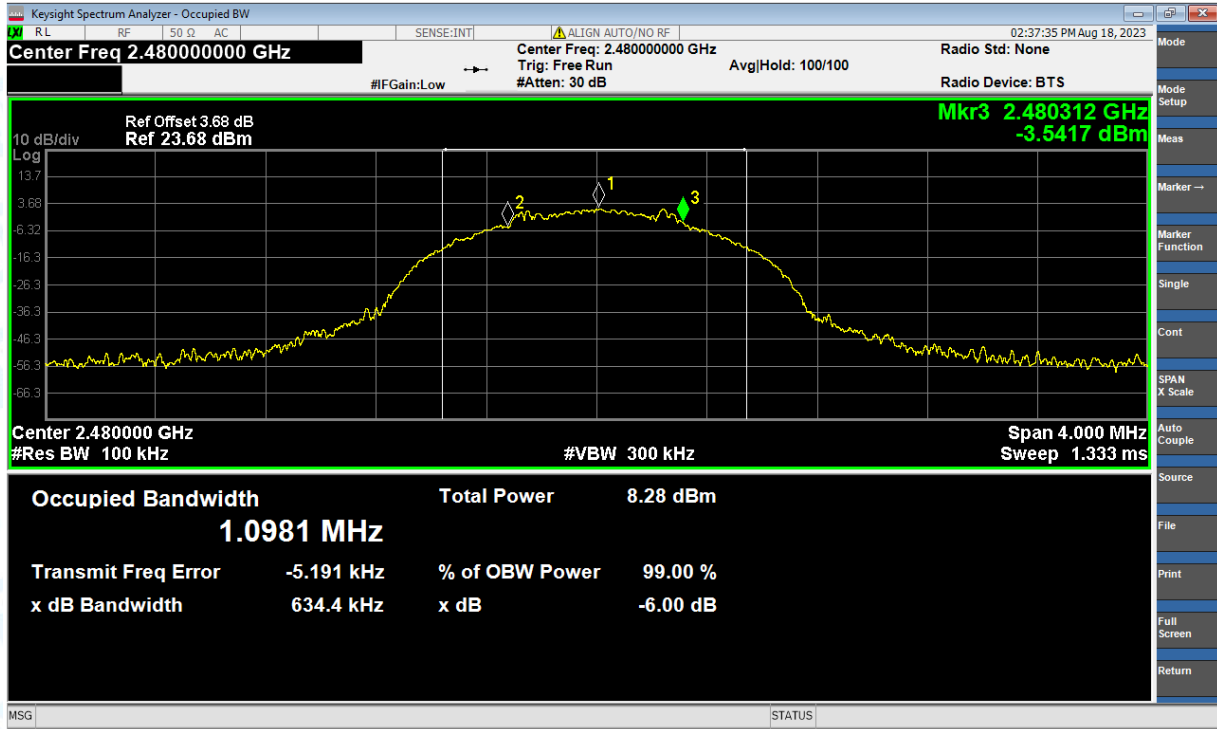 Keysight Spectrum Analyzer - Occupied BW
LXI RL RF 50 Ω AC SENSE:INT ALIGN AUTO/NO RF 02:37:35 PM Aug 18, 2023
Center Freq 2.480000000 GHz
Center Freq: 2.480000000 GHz Radio Std: None
Trig: Free Run Avg|Hold: 100/100
#IFGain:Low #Atten: 30 dB Radio Device: BTS
Mkr3 2.480312 GHz
-3.5417 dBm
Ref Offset 3.68 dB
10 dB/div Ref 23.68 dBm
Log
13.7
3.68
-6.32
-16.3
-26.3
-36.3
-46.3
-56.3
-66.3
2
1
3
Center 2.480000 GHz Span 4.000 MHz
#Res BW 100 kHz #VBW 300 kHz Sweep 1.333 ms
Occupied Bandwidth Total Power 8.28 dBm
1.0981 MHz
Transmit Freq Error -5.191 kHz % of OBW Power 99.00 %
x dB Bandwidth 634.4 kHz x dB -6.00 dB
MSG STATUS
Mode
Mode
Setup
Meas
Marker →
Marker
Function
Single
Cont
SPAN
X Scale
Auto
Couple
Source
File
Print
Full
Screen
Return